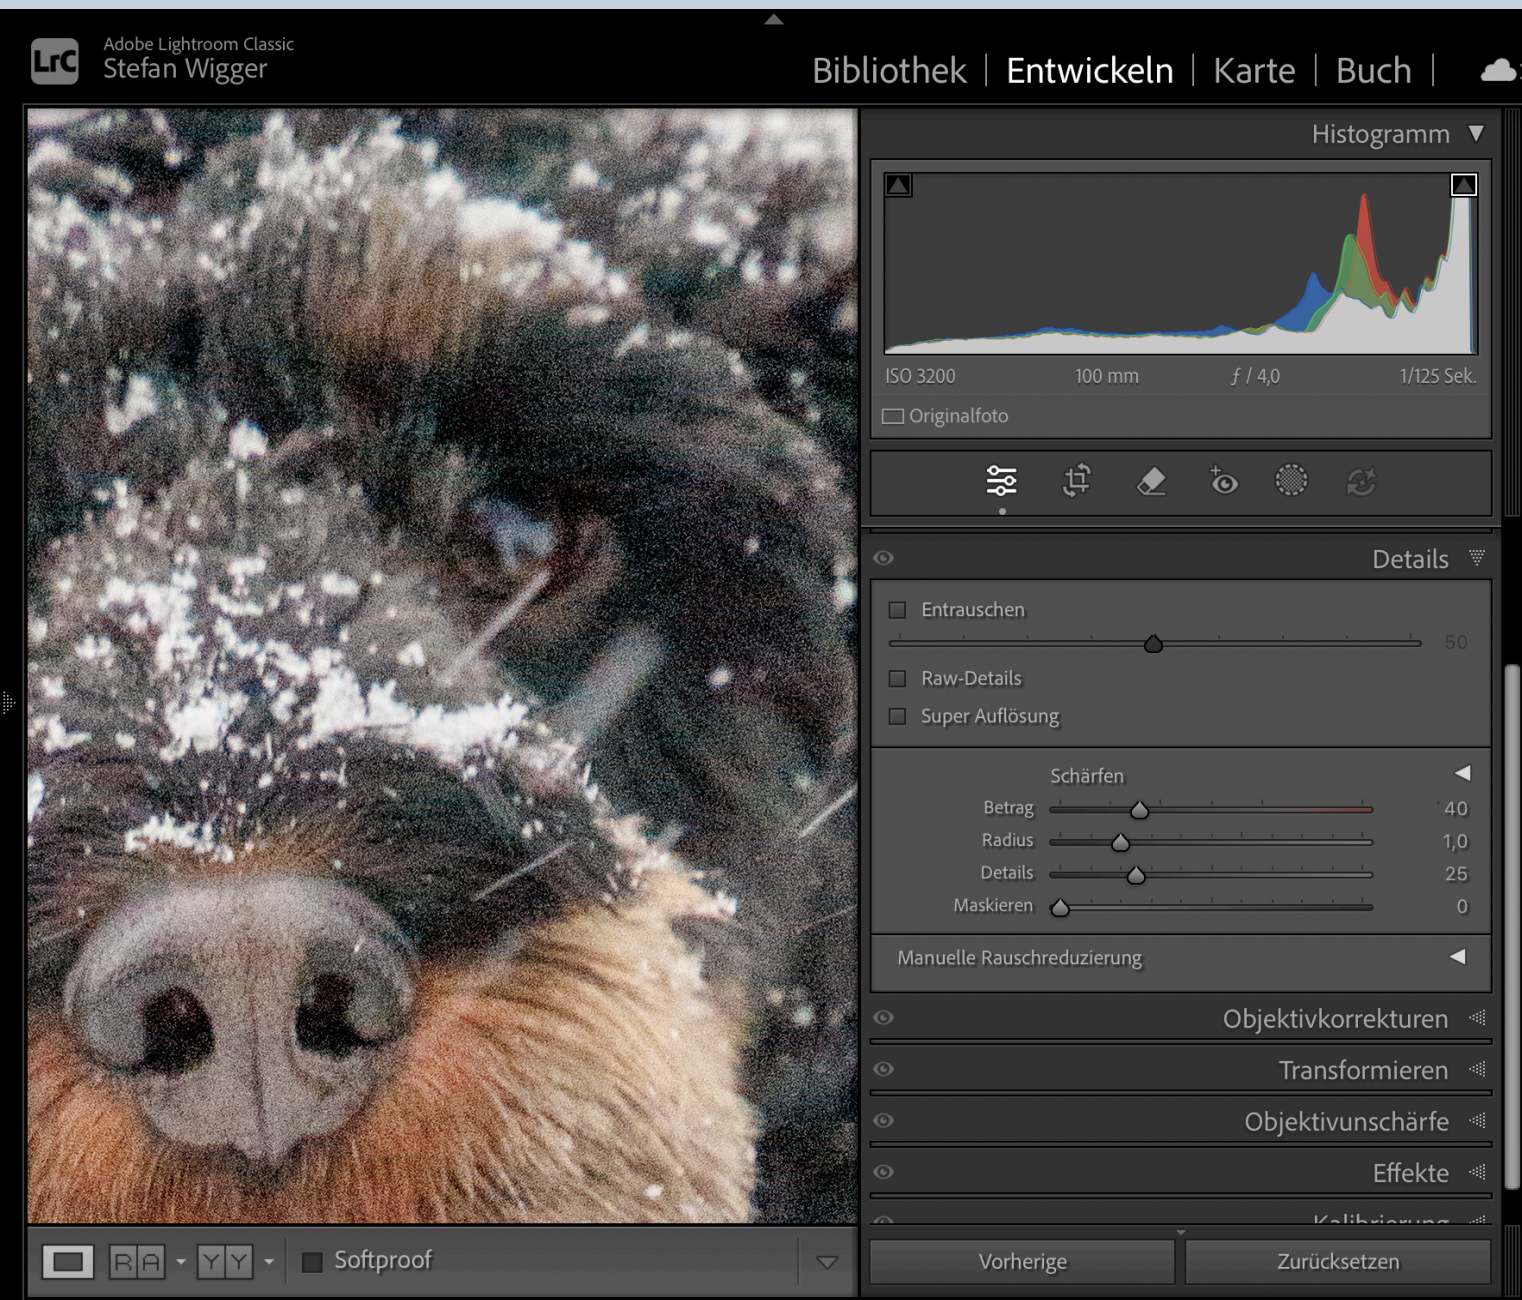 LrC
Adobe Lightroom Classic
Stefan Wigger
Bibliothek | Entwickeln | Karte | Buch |
Histogramm
ISO 3200 100 mm ƒ / 4,0 1/125 Sek.
Originalfoto
Details
Entrauschen
50
Raw-Details
Super Auflösung
Schärfen
Betrag 40
Radius 1,0
Details 25
Maskieren 0
Manuelle Rauschreduzierung
Objektivkorrekturen
Transformieren
Objektivunschärfe
Effekte
Kalibrierung
R A Y Y Softproof
Vorherige Zurücksetzen